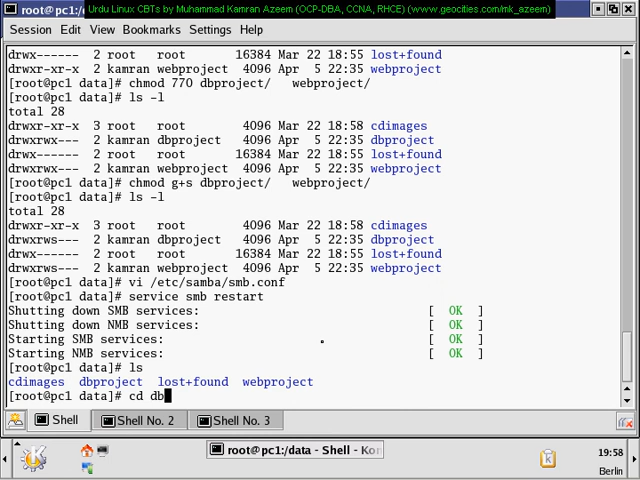 root@pc1:/
Urdu Linux CBTs by Muhammad Kamran Azeem (OCP-DBA, CCNA, RHCE) (www.geocities.com/mk_azeem)
Session Edit View Bookmarks Settings Help
drwx------ 2 root root 16384 Mar 22 18:55 lost+found
drwxr-xr-x 2 kamran webproject 4096 Apr 5 22:35 webproject
[root@pc1 data]# chmod 770 dbproject/ webproject/
[root@pc1 data]# ls -l
total 28
drwxr-xr-x 3 root root 4096 Mar 22 18:58 cdimages
drwxrwx--- 2 kamran dbproject 4096 Apr 5 22:35 dbproject
drwx------ 2 root root 16384 Mar 22 18:55 lost+found
drwxrwx--- 2 kamran webproject 4096 Apr 5 22:35 webproject
[root@pc1 data]# chmod g+s dbproject/ webproject/
[root@pc1 data]# ls -l
total 28
drwxr-xr-x 3 root root 4096 Mar 22 18:58 cdimages
drwxrws--- 2 kamran dbproject 4096 Apr 5 22:35 dbproject
drwx------ 2 root root 16384 Mar 22 18:55 lost+found
drwxrws--- 2 kamran webproject 4096 Apr 5 22:35 webproject
[root@pc1 data]# vi /etc/samba/smb.conf
[root@pc1 data]# service smb restart
Shutting down SMB services: [ OK ]
Shutting down NMB services: [ OK ]
Starting SMB services: [ OK ]
Starting NMB services: [ OK ]
[root@pc1 data]# ls
cdimages dbproject lost+found webproject
[root@pc1 data]# cd db
Shell Shell No. 2 Shell No. 3
root@pc1:/data - Shell - Kon
19:58
Berlin